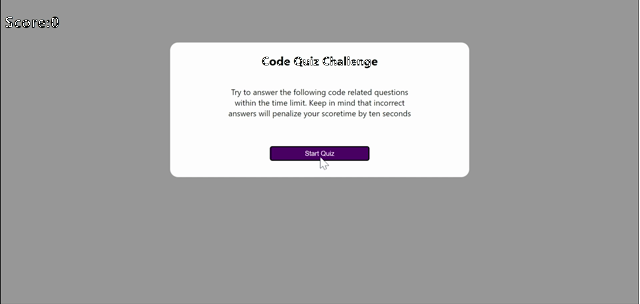 Score:0
Code Quiz Challenge
Try to answer the following code related questions
within the time limit. Keep in mind that incorrect
answers will penalize your scoretime by ten seconds
Start Quiz